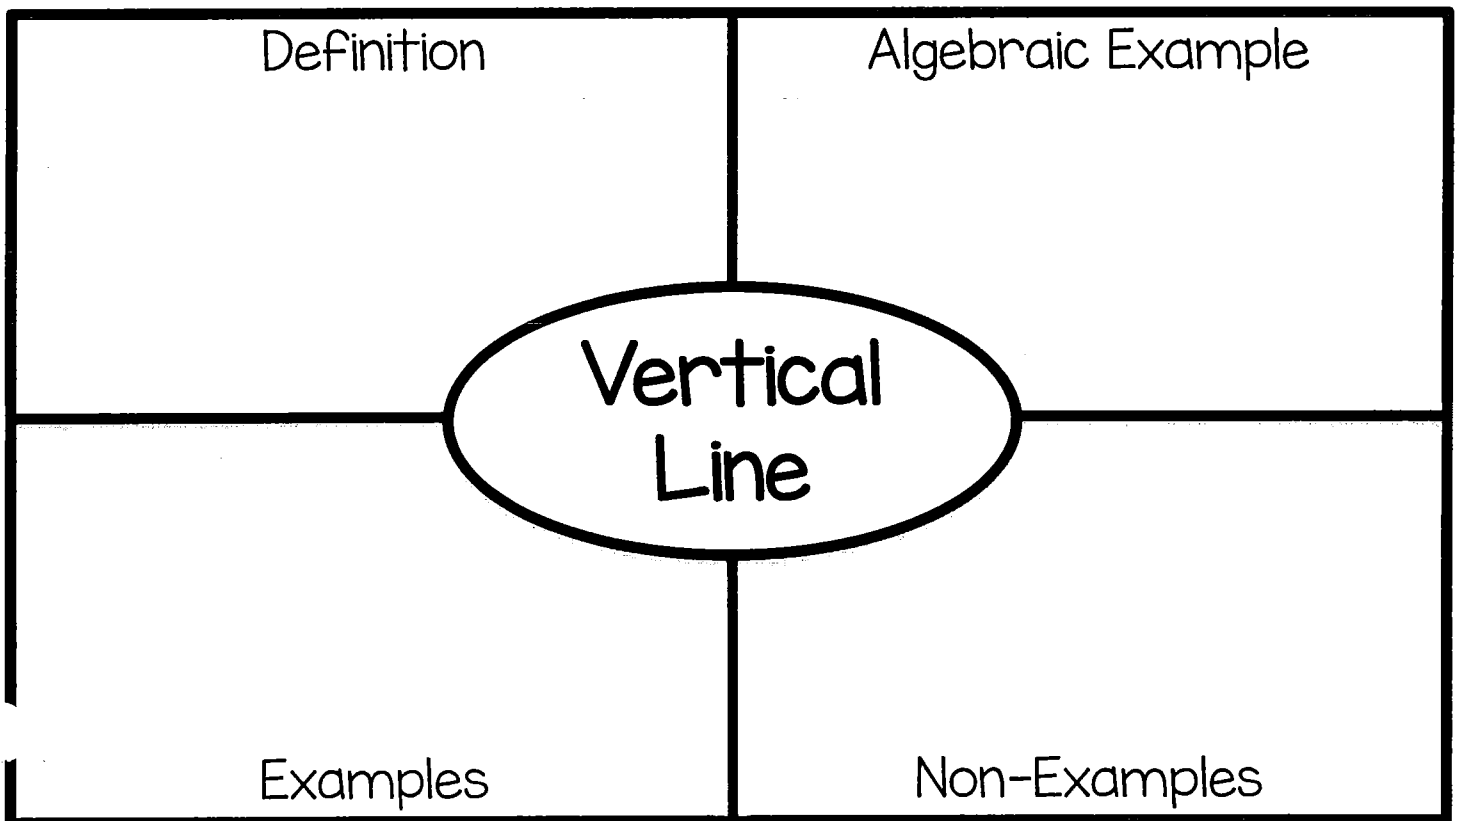 Definition
Algebraic Example
Vertical
Line
Examples
Non-Examples